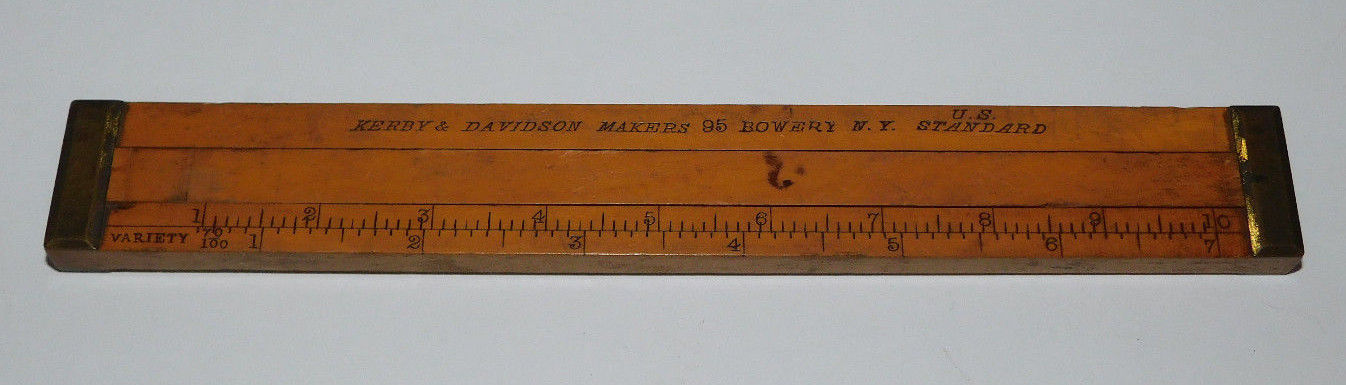 U.S.
KERBY & DAVIDSON MAKERS 95 BOWERY N.Y. STANDARD
1 2 3 4 5 6 7 8 9 10
VARIETY 70/100 1 2 3 4 5 6 7